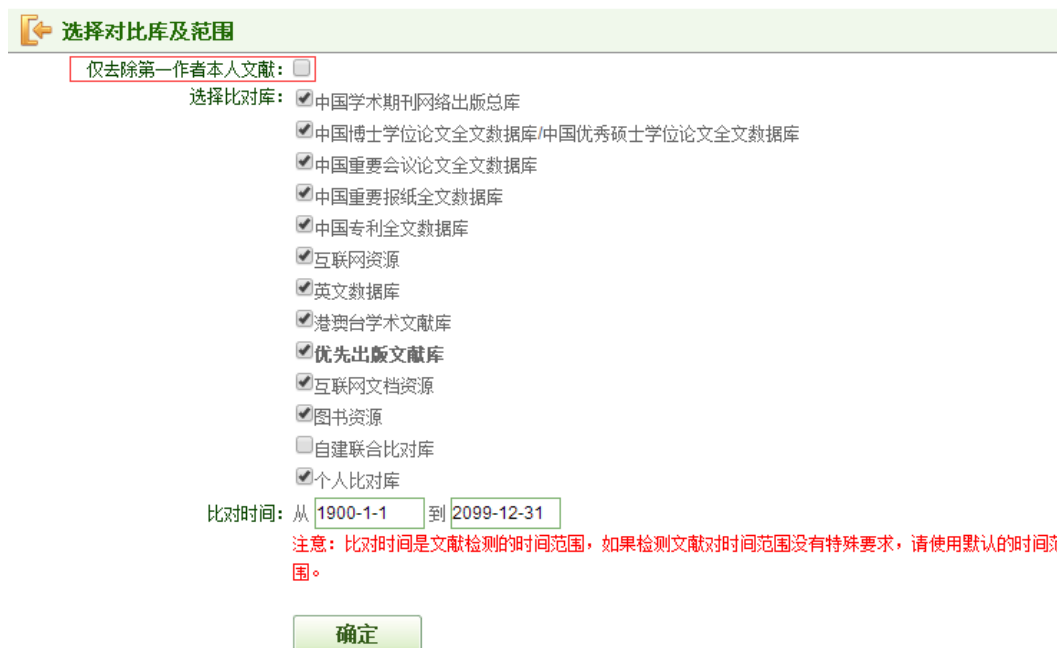 选择对比库及范围
仅去除第一作者本人文献：
选择比对库： 中国学术期刊网络出版总库
中国博士学位论文全文数据库/中国优秀硕士学位论文全文数据库
中国重要会议论文全文数据库
中国重要报纸全文数据库
中国专利全文数据库
互联网资源
英文数据库
港澳台学术文献库
优先出版文献库
互联网文档资源
图书资源
自建联合比对库
个人比对库
比对时间： 从 1900-1-1 到 2099-12-31
注意：比对时间是文献检测的时间范围，如果检测文献对时间范围没有特殊要求，请使用默认的时间范
围。
确定